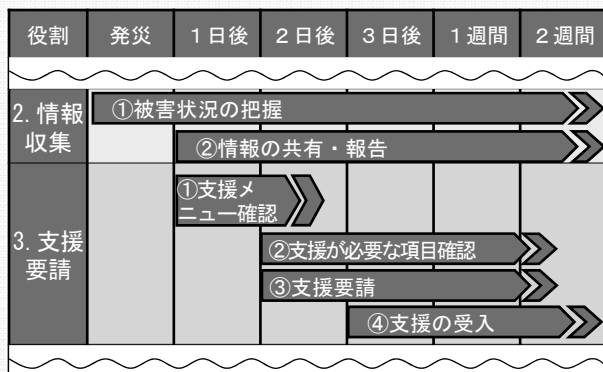 役割 発災 1日後 2日後 3日後 1週間 2週間
2. 情報
収集
①被害状況の把握
②情報の共有・報告
3. 支援
要請
①支援メ
ニュー確認
②支援が必要な項目確認
③支援要請
④支援の受入